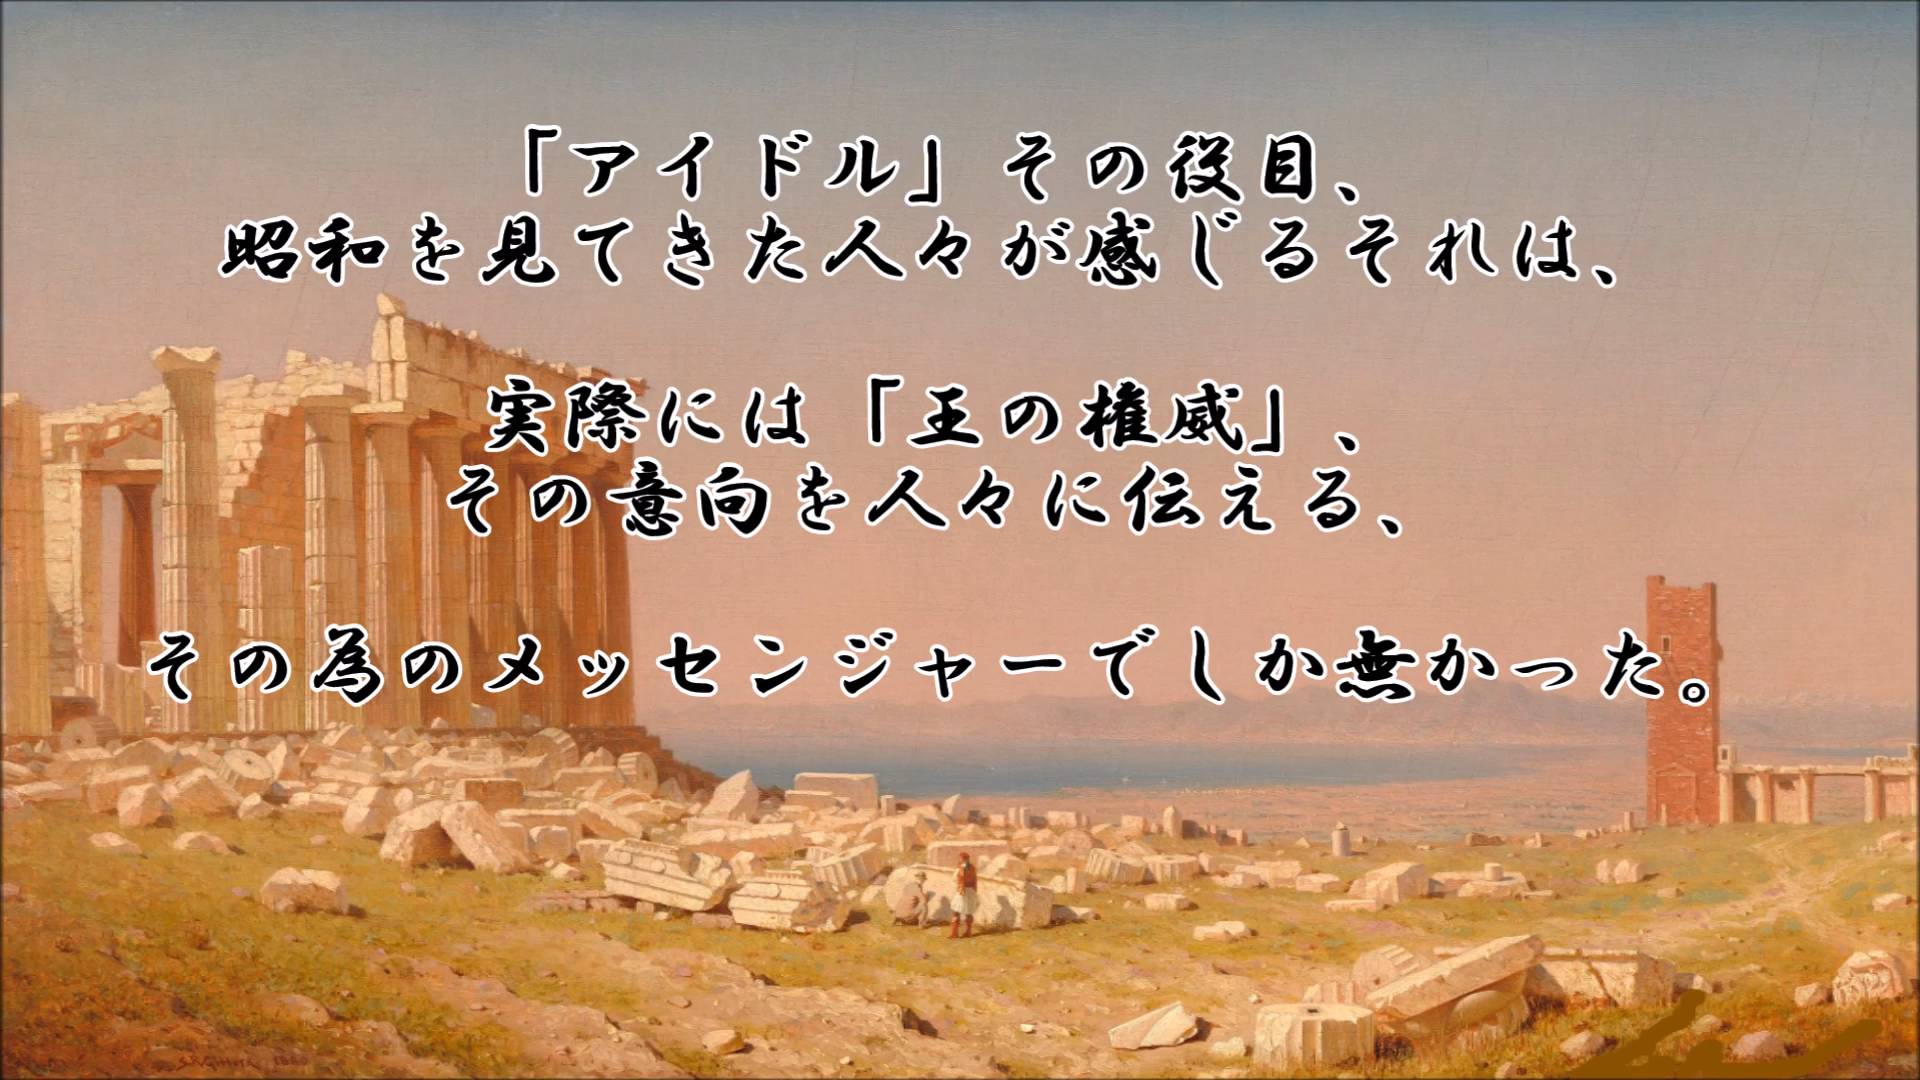 「アイドル」その役目、
昭和を見てきた人々が感じるそれは、
実際には「王の権威」、
その意向を人々に伝える、
その為のメッセンジャーでしか無かった。
S.R. Gifford 1880